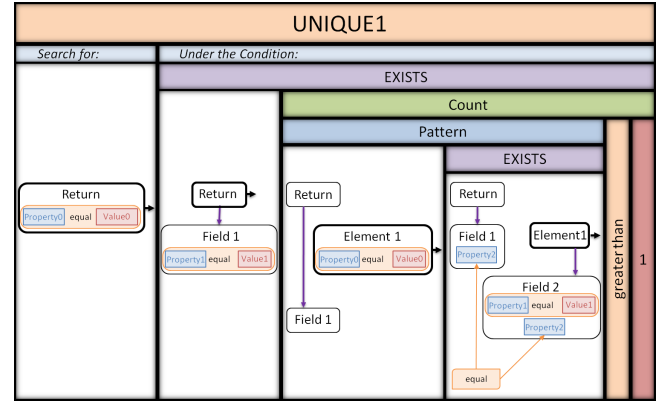 UNIQUE1
Search for:
Under the Condition:
EXISTS
Count
Pattern
EXISTS
Return
Property0 equal Value0
Return
Field 1
Property1 equal Value1
Return
Element 1
Property0 equal Value0
Field 1
Return
Field 1
Property2
Element1
Field 2
Property1 equal Value1
Property2
equal
greater than
1